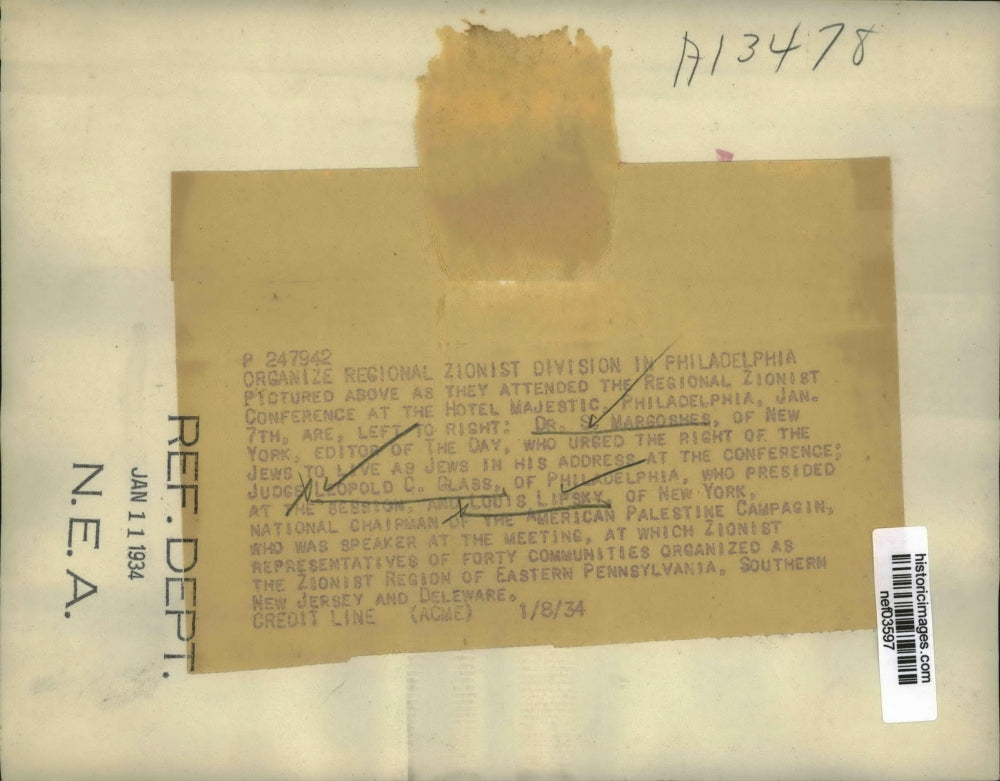 A13478
P 247942
ORGANIZE REGIONAL ZIONIST DIVISION IN PHILADELPHIA
PICTURED ABOVE AS THEY ATTENDED THE REGIONAL ZIONIST
CONFERENCE AT THE HOTEL MAJESTIC, PHILADELPHIA, JAN.
7TH, ARE, LEFT TO RIGHT: DR. S. MARGOSHES, OF NEW
YORK, EDITOR OF THE DAY, WHO URGED THE RIGHT OF THE
JEWS TO LIVE AS JEWS IN HIS ADDRESS AT THE CONFERENCE;
JUDGE LEOPOLD C. GLASS, OF PHILADELPHIA, WHO PRESIDED
AT THE SESSION, AND LOUIS LIPSKY, OF NEW YORK,
NATIONAL CHAIRMAN OF THE AMERICAN PALESTINE CAMPAGIN,
WHO WAS SPEAKER AT THE MEETING, AT WHICH ZIONIST
REPRESENTATIVES OF FORTY COMMUNITIES ORGANIZED AS
THE ZIONIST REGION OF EASTERN PENNSYLVANIA, SOUTHERN
NEW JERSEY AND DELEWARE.
CREDIT LINE (ACME) 1/8/34
REF. DEPT.
JAN 11 1934
N.E.A.
historicimages.com
nef03597